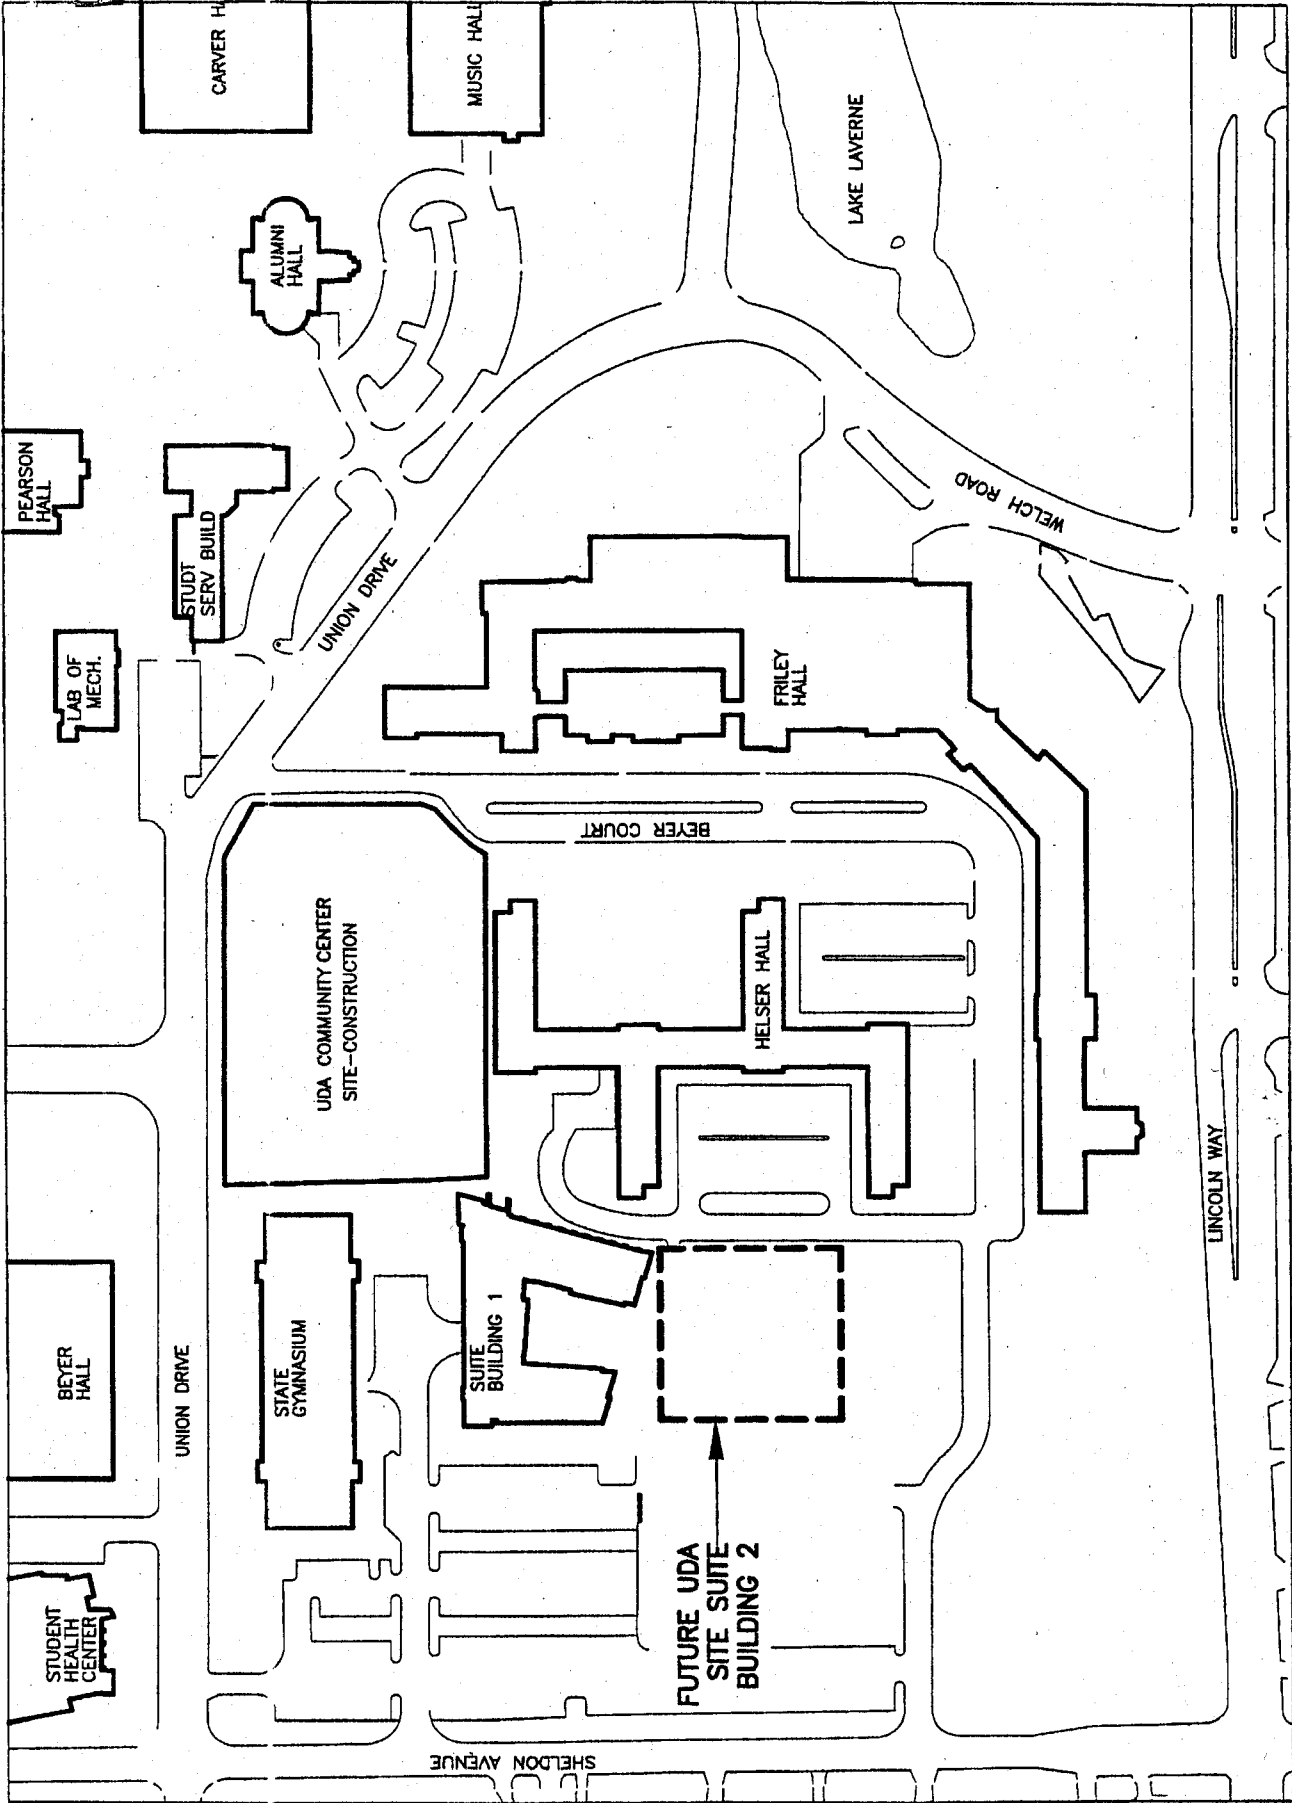 CARVER HA
MUSIC HALL
LAKE LAVERNE
ALUMNI
HALL
PEARSON
HALL
STUDT
SERV BUILD
LAB OF
MECH.
UNION DRIVE
WELCH ROAD
FRILEY
HALL
BEYER COURT
UDA COMMUNITY CENTER
SITE-CONSTRUCTION
HELSER HALL
LINCOLN WAY
BEYER
HALL
UNION DRIVE
STATE
GYMNASIUM
SUITE
BUILDING 1
STUDENT
HEALTH
CENTER
FUTURE UDA
SITE SUITE
BUILDING 2
SHELDON AVENUE